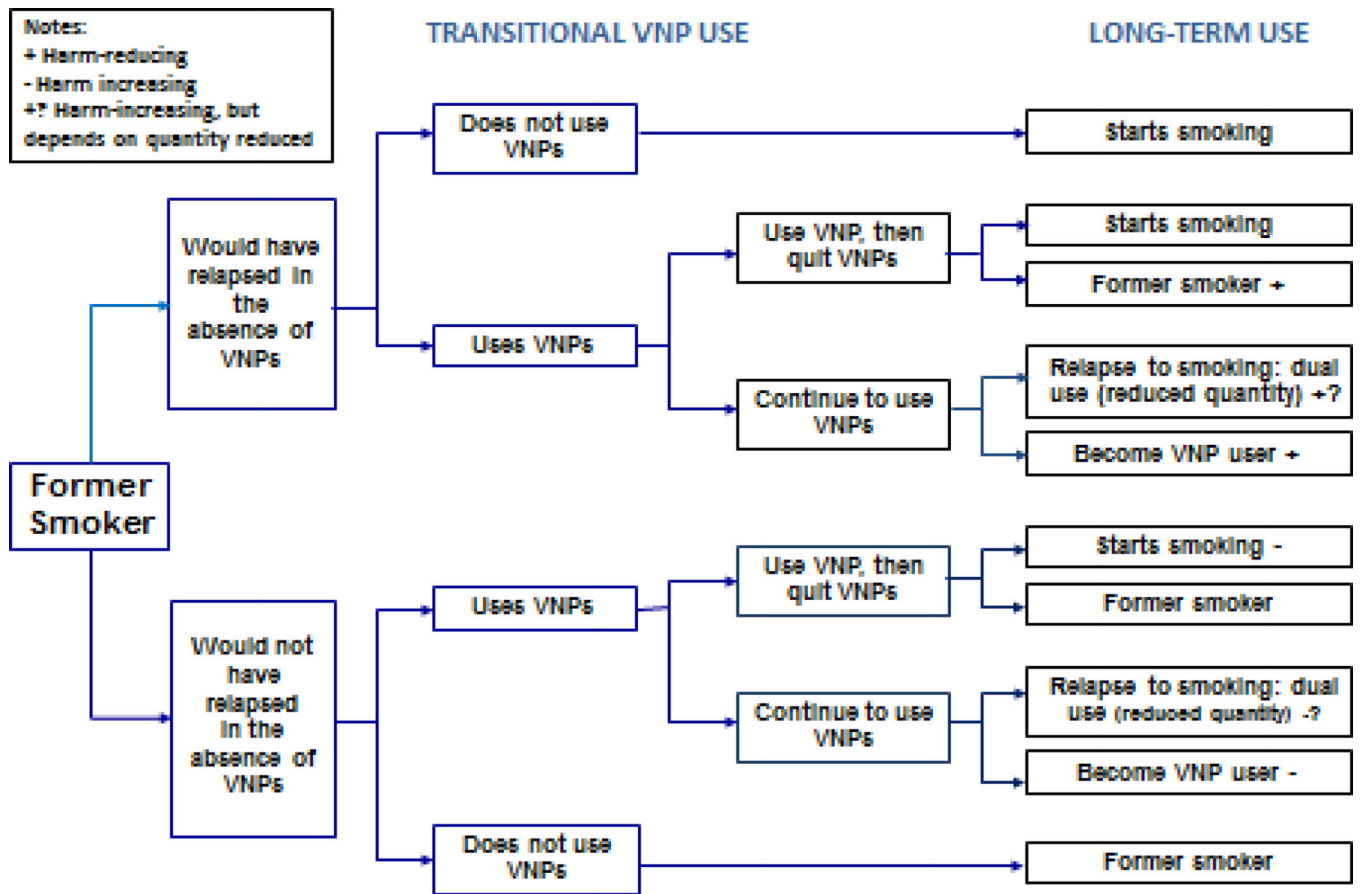 Notes:
+ Harm-reducing
- Harm increasing
+? Harm-increasing, but
depends on quantity reduced
TRANSITIONAL VNP USE
LONG-TERM USE
Former
Smoker
Would have
relapsed in
the
absence of
VNPs
Does not use
VNPs
Starts smoking
Uses VNPs
Use VNP, then
quit VNPs
Starts smoking
Former smoker +
Continue to use
VNPs
Relapse to smoking: dual
use (reduced quantity) +?
Become VNP user +
Would not
have
relapsed
in the
absence of
VNPs
Uses VNPs
Use VNP, then
quit VNPs
Starts smoking -
Former smoker
Continue to use
VNPs
Relapse to smoking: dual
use (reduced quantity) -?
Become VNP user -
Does not use
VNPs
Former smoker